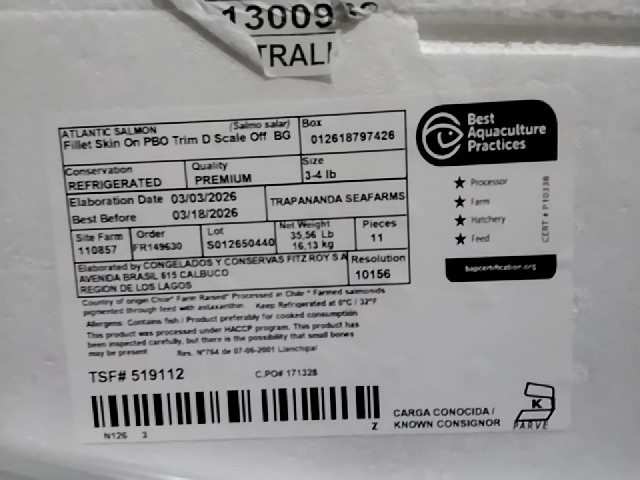 13009
TRAL
ATLANTIC SALMON (Salmo salar)
Fillet Skin On PBO Trim D Scale Off BG
Box
012618797426
Conservation
REFRIGERATED
Quality
PREMIUM
Size
3-4 lb
Elaboration Date 03/03/2026
Best Before 03/18/2026
TRAPANANDA SEAFARMS
Site Farm
110857
Order
FR149630
Lot
S012650440
Net Weight
35,56 Lb
16,13 kg
Pieces
11
Elaborated by CONGELADOS Y CONSERVAS FITZ ROY S A
AVENIDA BRASIL 615 CALBUCO
REGION DE LOS LAGOS
Resolution
10156
Country of origin Chile* Farm Raised* Processed in Chile * Farmed salmonids
pigmented through feed with astaxanthin. Keep Refrigerated at 0°C / 32°F
Allergens: Contains fish / Product preferably for cooked consumption
This product was processed under HACCP program. This product has
been inspected carefully, but there is the possibility that small bones
may be present Res. N°764 de 07-06-2001 Llanchipal
TSF# 519112
C.PO# 171328
N126 3
Z
CARGA CONOCIDA /
KNOWN CONSIGNOR
K
PARVE
Best
Aquaculture
Practices
Processor
Farm
Hatchery
Feed
CERT # P10338
bapcertification.org